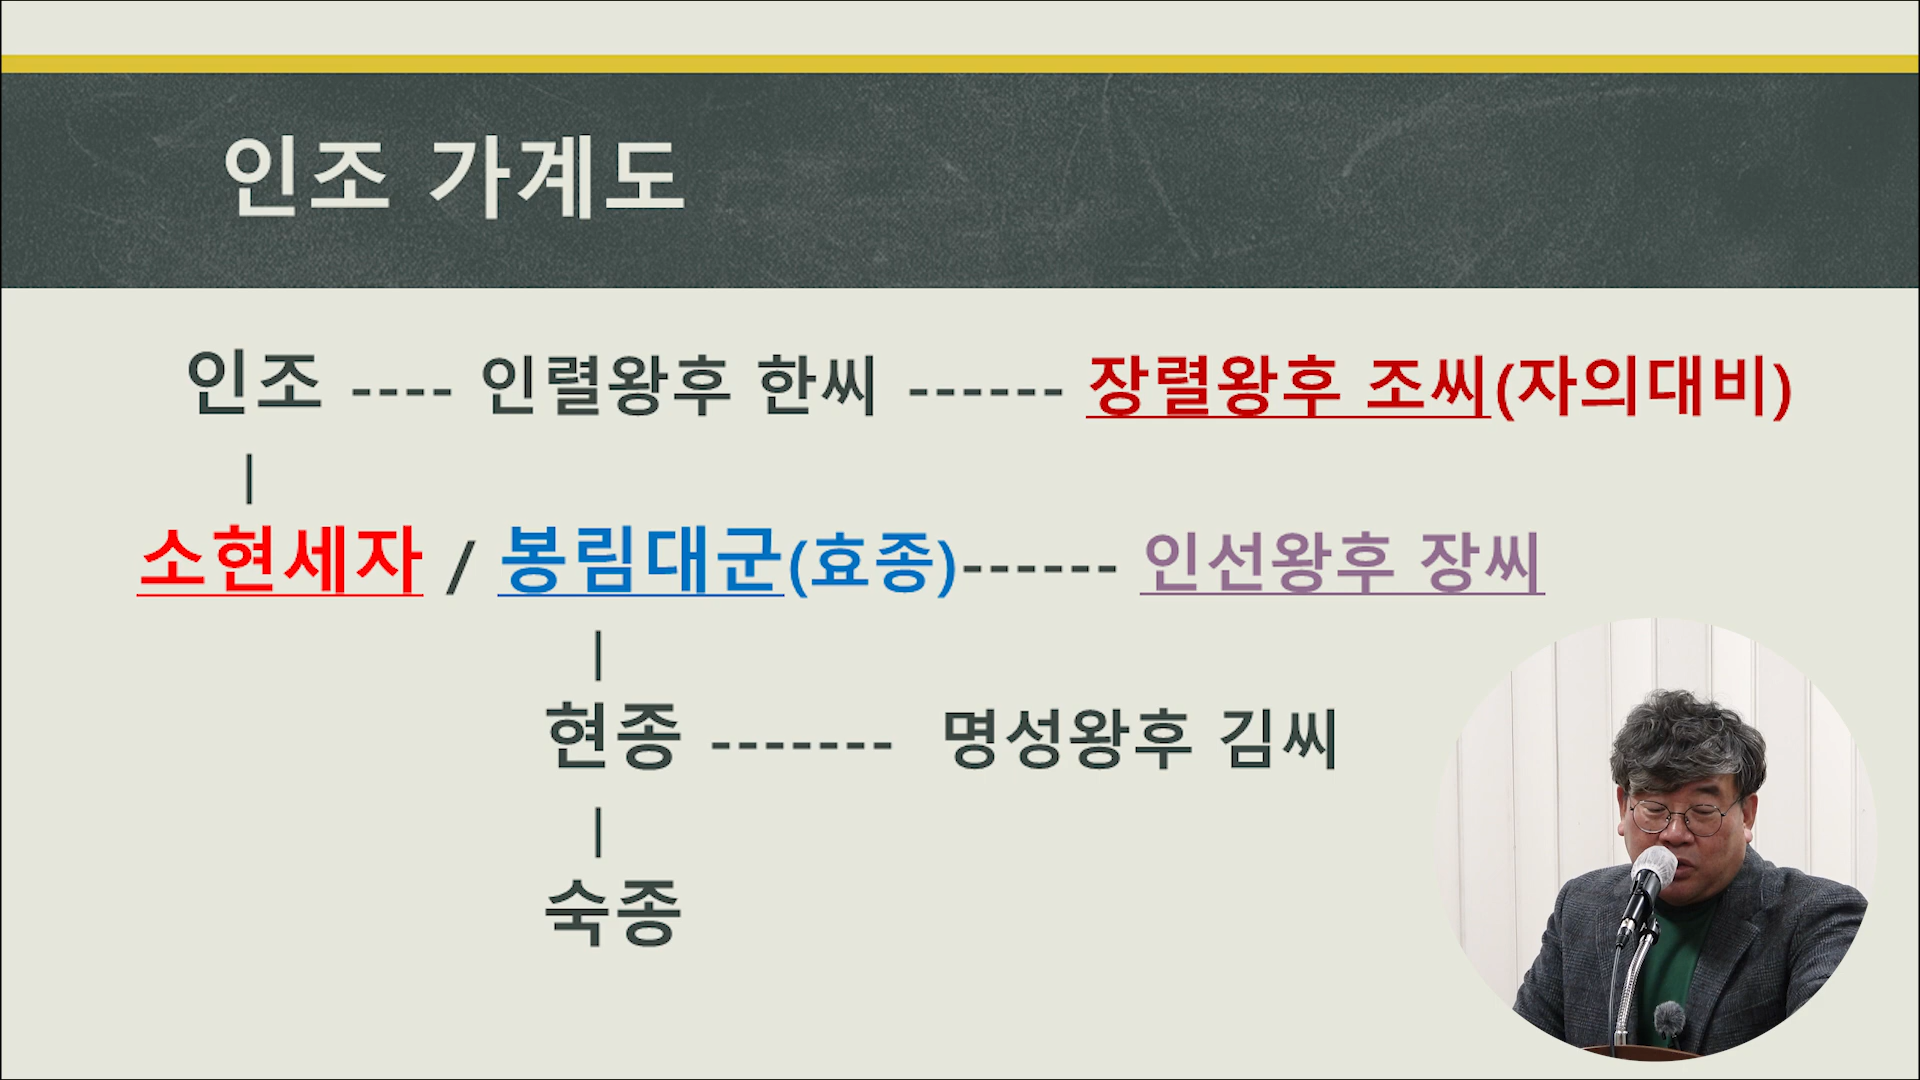 인조 가계도
인조 ---- 인렬왕후 한씨 ------ 장렬왕후 조씨(자의대비)
|
소현세자 / 봉림대군(효종)------ 인선왕후 장씨
|
현종 ------- 명성왕후 김씨
|
숙종